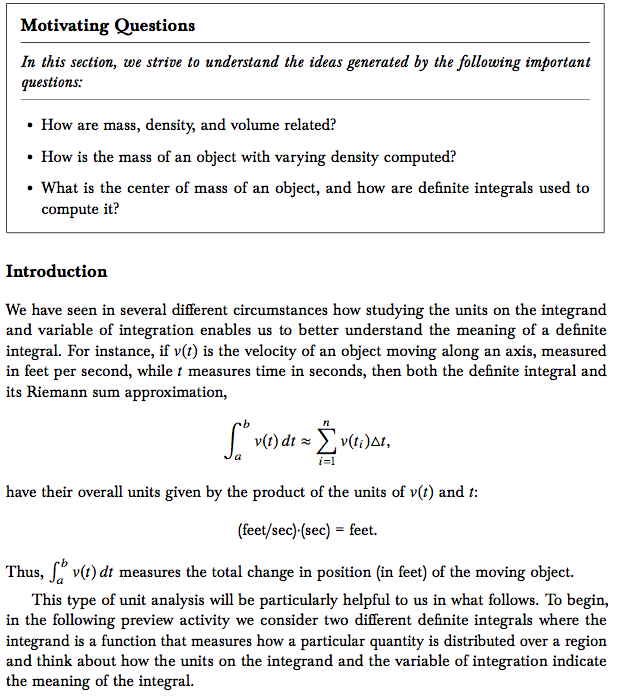 Motivating Questions
In this section, we strive to understand the ideas generated by the following important
questions:
• How are mass, density, and volume related?
• How is the mass of an object with varying density computed?
• What is the center of mass of an object, and how are definite integrals used to
compute it?
Introduction
We have seen in several different circumstances how studying the units on the integrand
and variable of integration enables us to better understand the meaning of a definite
integral. For instance, if v(t) is the velocity of an object moving along an axis, measured
in feet per second, while t measures time in seconds, then both the definite integral and
its Riemann sum approximation,
∫_a^b v(t) dt ≈ ∑_{i=1}^n v(t_i)Δt,
have their overall units given by the product of the units of v(t) and t:
(feet/sec)·(sec) = feet.
Thus, ∫_a^b v(t) dt measures the total change in position (in feet) of the moving object.
This type of unit analysis will be particularly helpful to us in what follows. To begin,
in the following preview activity we consider two different definite integrals where the
integrand is a function that measures how a particular quantity is distributed over a region
and think about how the units on the integrand and the variable of integration indicate
the meaning of the integral.